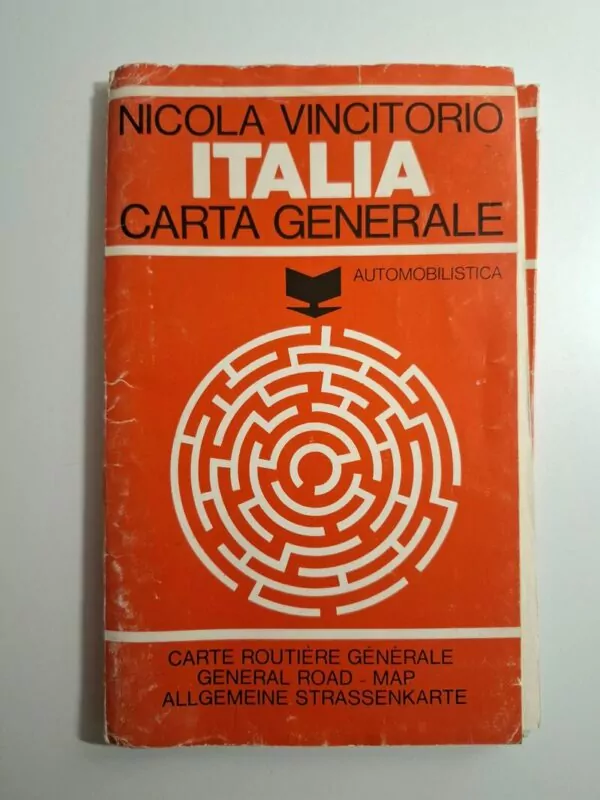 NICOLA VINCITORIO
ITALIA
CARTA GENERALE
AUTOMOBILISTICA
CARTE ROUTIÈRE GÉNÉRALE
GENERAL ROAD - MAP
ALLGEMEINE STRASSENKARTE